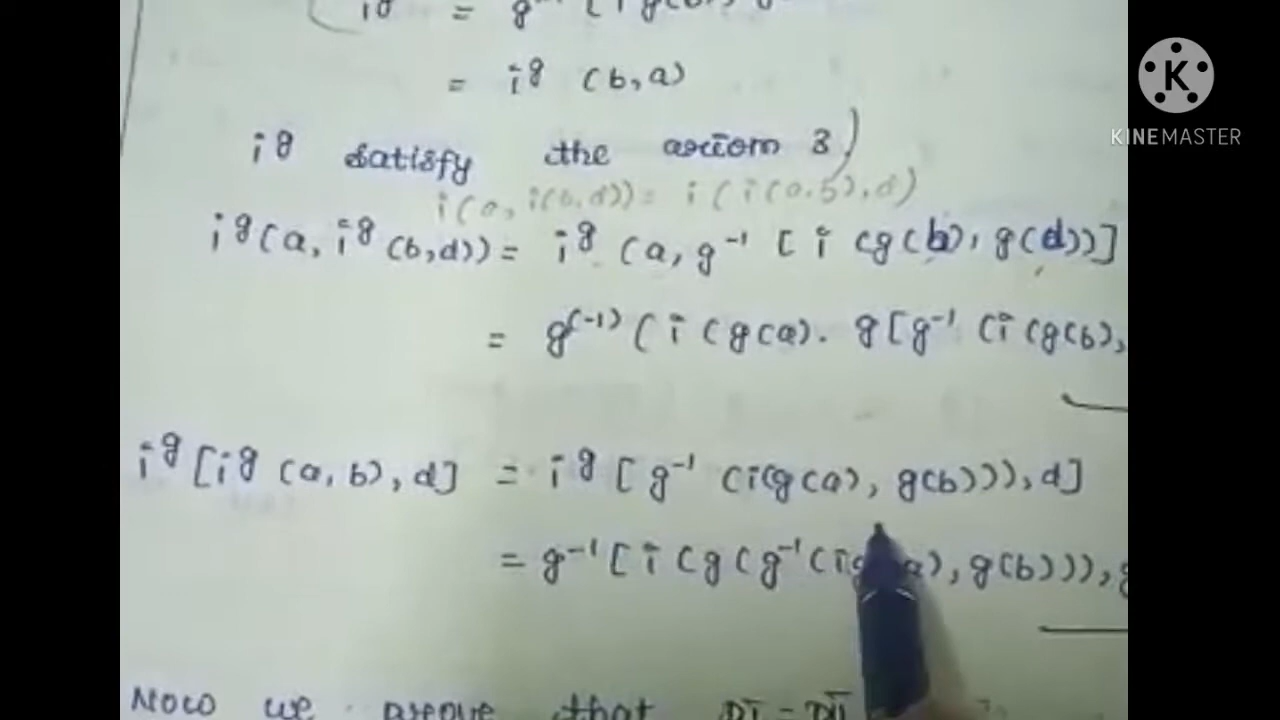 = i^g (b,a)
KINEMASTER
i^g satisfy the axiom 3)
i(a, i(b,d)) = i(i(a,b),d)
i^g(a, i^g (b,d)) = i^g (a, g^-1 [ i (g(b), g(d))]
= g^(-1) ( i (g(a). g[g^-1 (i (g(b),
i^g [i^g (a,b), d] = i^g [ g^-1 (i(g(a), g(b))), d]
= g^-1 [ i (g (g^-1 (i a), g(b))), g
Now we prove that